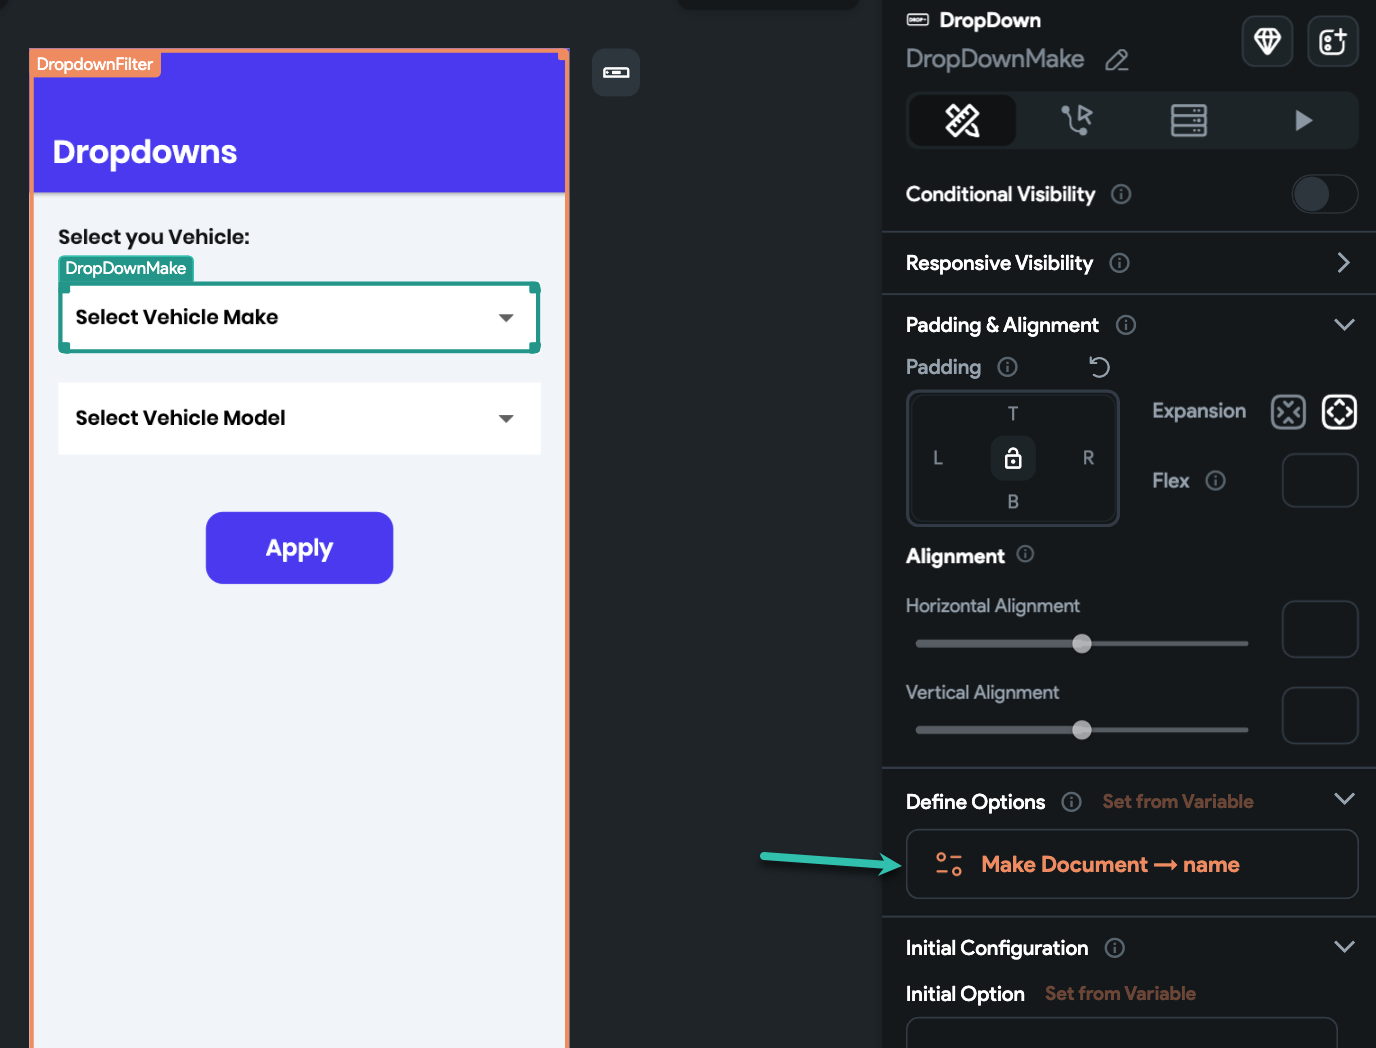 DropdownFilter
Dropdowns
Select you Vehicle:
DropDownMake
Select Vehicle Make
Select Vehicle Model
Apply
DROP
DropDown
DropDownMake
Conditional Visibility
Responsive Visibility
Padding & Alignment
Padding
T
L
R
B
Expansion
Flex
Alignment
Horizontal Alignment
Vertical Alignment
Define Options Set from Variable
Make Document → name
Initial Configuration
Initial Option Set from Variable